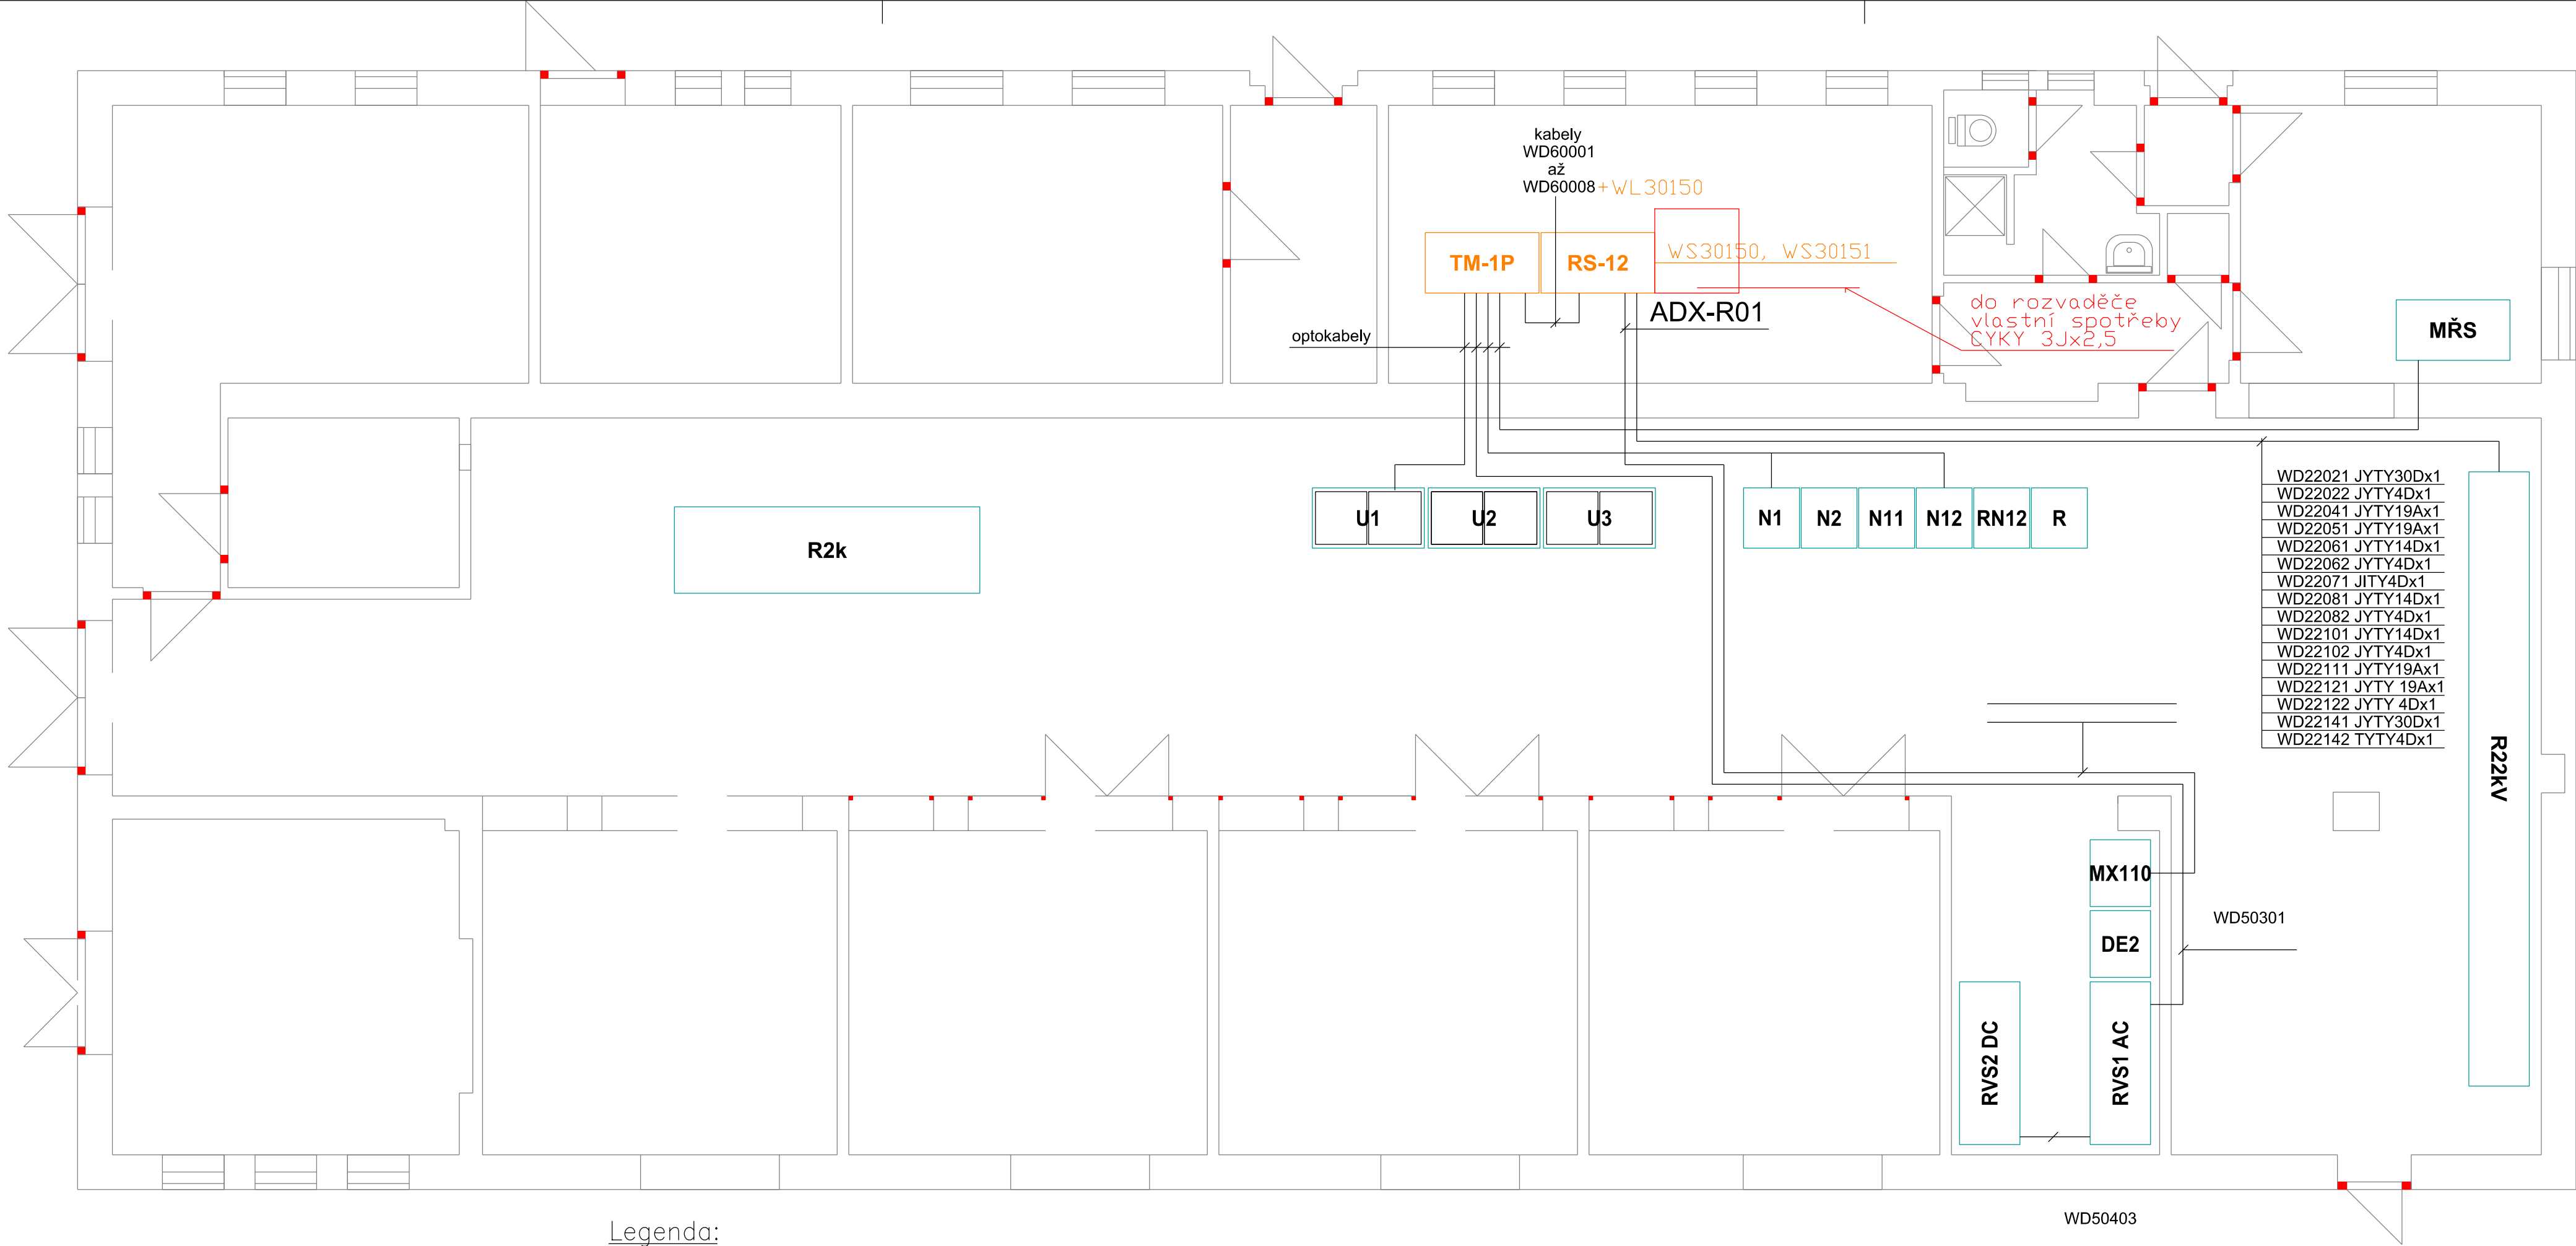 kabely
WD60001
až
WD60008+WL30150
TM-1P
RS-12
WS30150, WS30151
ADX-R01
optokabely
do rozvaděče
vlastní spotřeby
CYKY 3Jx2,5
MŘS
R2k
U1
U2
U3
N1
N2
N11
N12
RN12
R
WD22021 JYTY30Dx1
WD22022 JYTY4Dx1
WD22041 JYTY19Ax1
WD22051 JYTY19Ax1
WD22061 JYTY14Dx1
WD22062 JYTY4Dx1
WD22071 JITY4Dx1
WD22081 JYTY14Dx1
WD22082 JYTY4Dx1
WD22101 JYTY14Dx1
WD22102 JYTY4Dx1
WD22111 JYTY19Ax1
WD22121 JYTY 19Ax1
WD22122 JYTY 4Dx1
WD22141 JYTY30Dx1
WD22142 TYTY4Dx1
R22kV
MX110
DE2
WD50301
RVS2 DC
RVS1 AC
WD50403
Legenda: